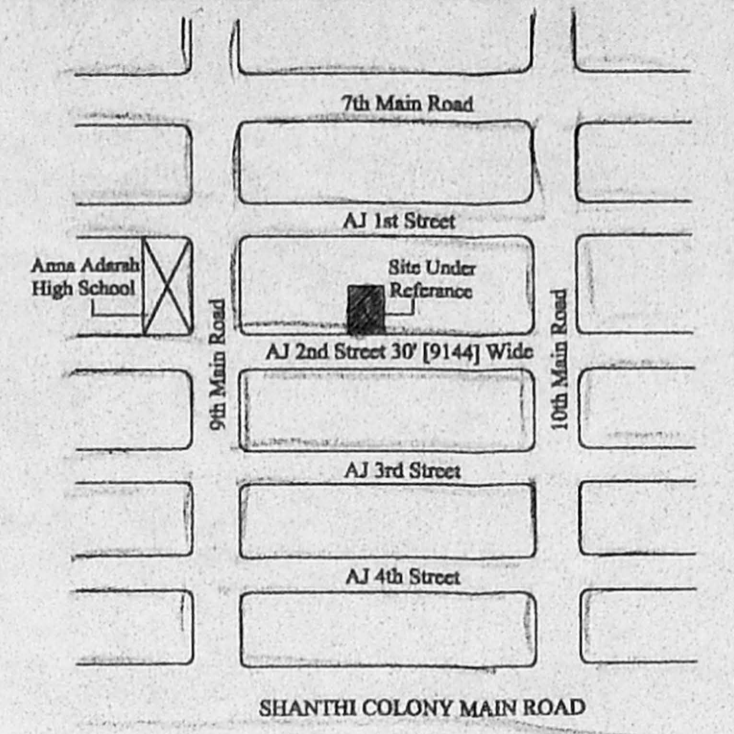 7th Main Road
AJ 1st Street
Anna Adarah
High School
Site Under
Referance
9th Main Road
10th Main Road
AJ 2nd Street 30' [9144] Wide
AJ 3rd Street
AJ 4th Street
SHANTHI COLONY MAIN ROAD